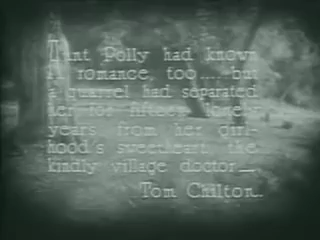 Aunt Polly had known
a romance, too.... but
a quarrel had separated
her for fifteen lonely
years from her girl-
hood's sweetheart, the
kindly village doctor—
Tom Chilton.